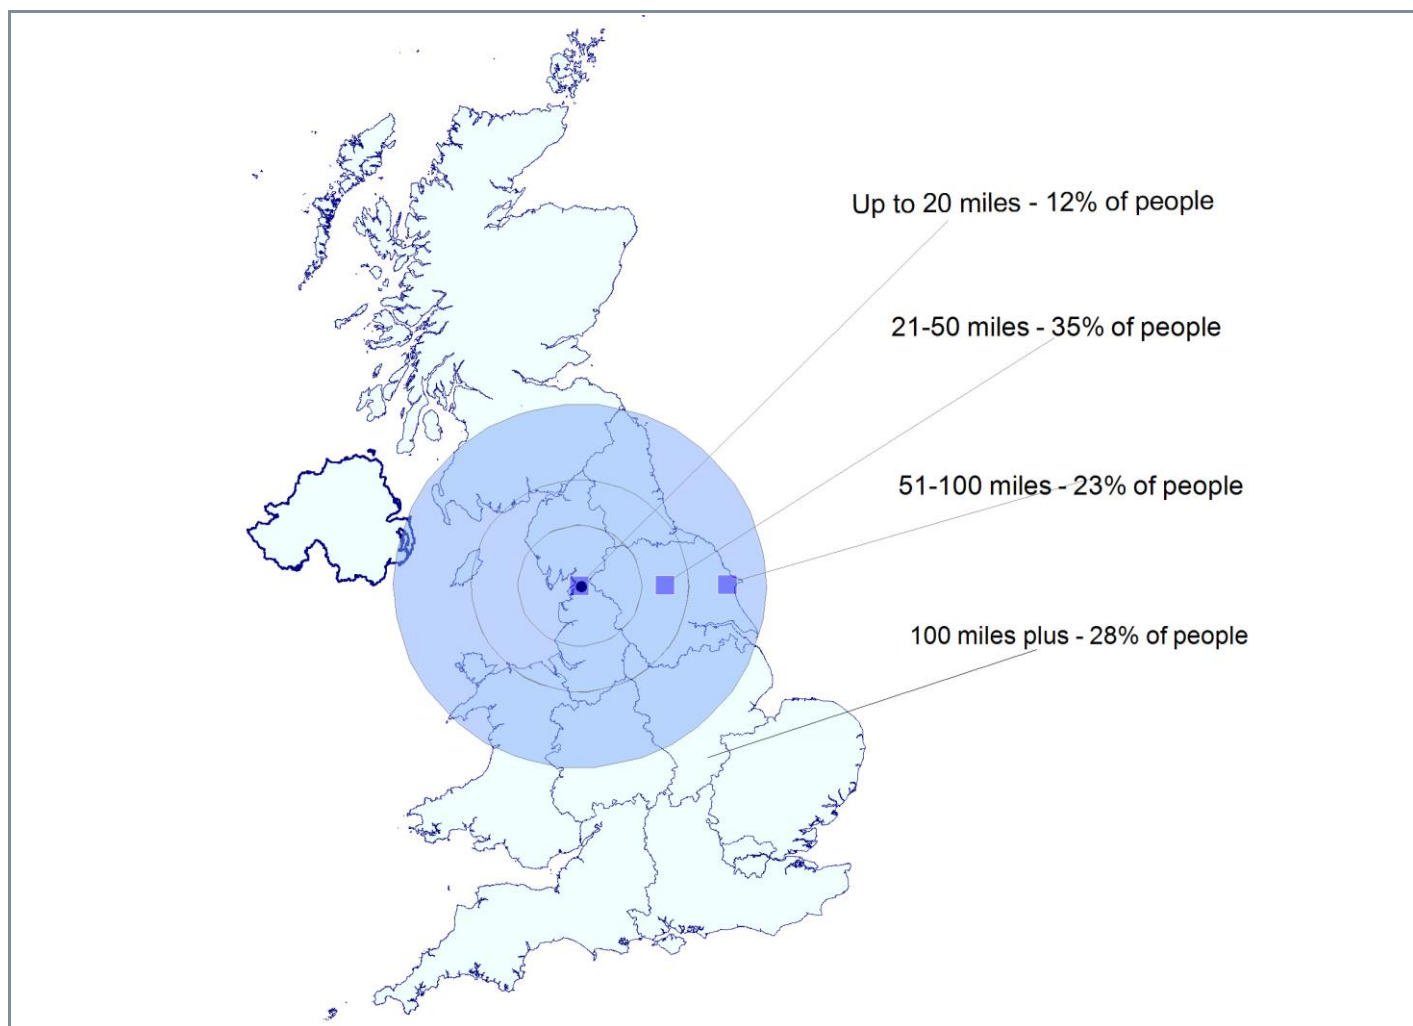 Up to 20 miles - 12% of people
21-50 miles - 35% of people
51-100 miles - 23% of people
100 miles plus - 28% of people